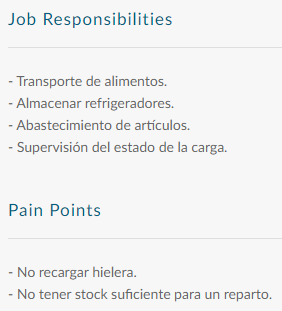 Job Responsibilities
- Transporte de alimentos.
- Almacenar refrigeradores.
- Abastecimiento de artículos.
- Supervisión del estado de la carga.
Pain Points
- No recargar hielera.
- No tener stock suficiente para un reparto.